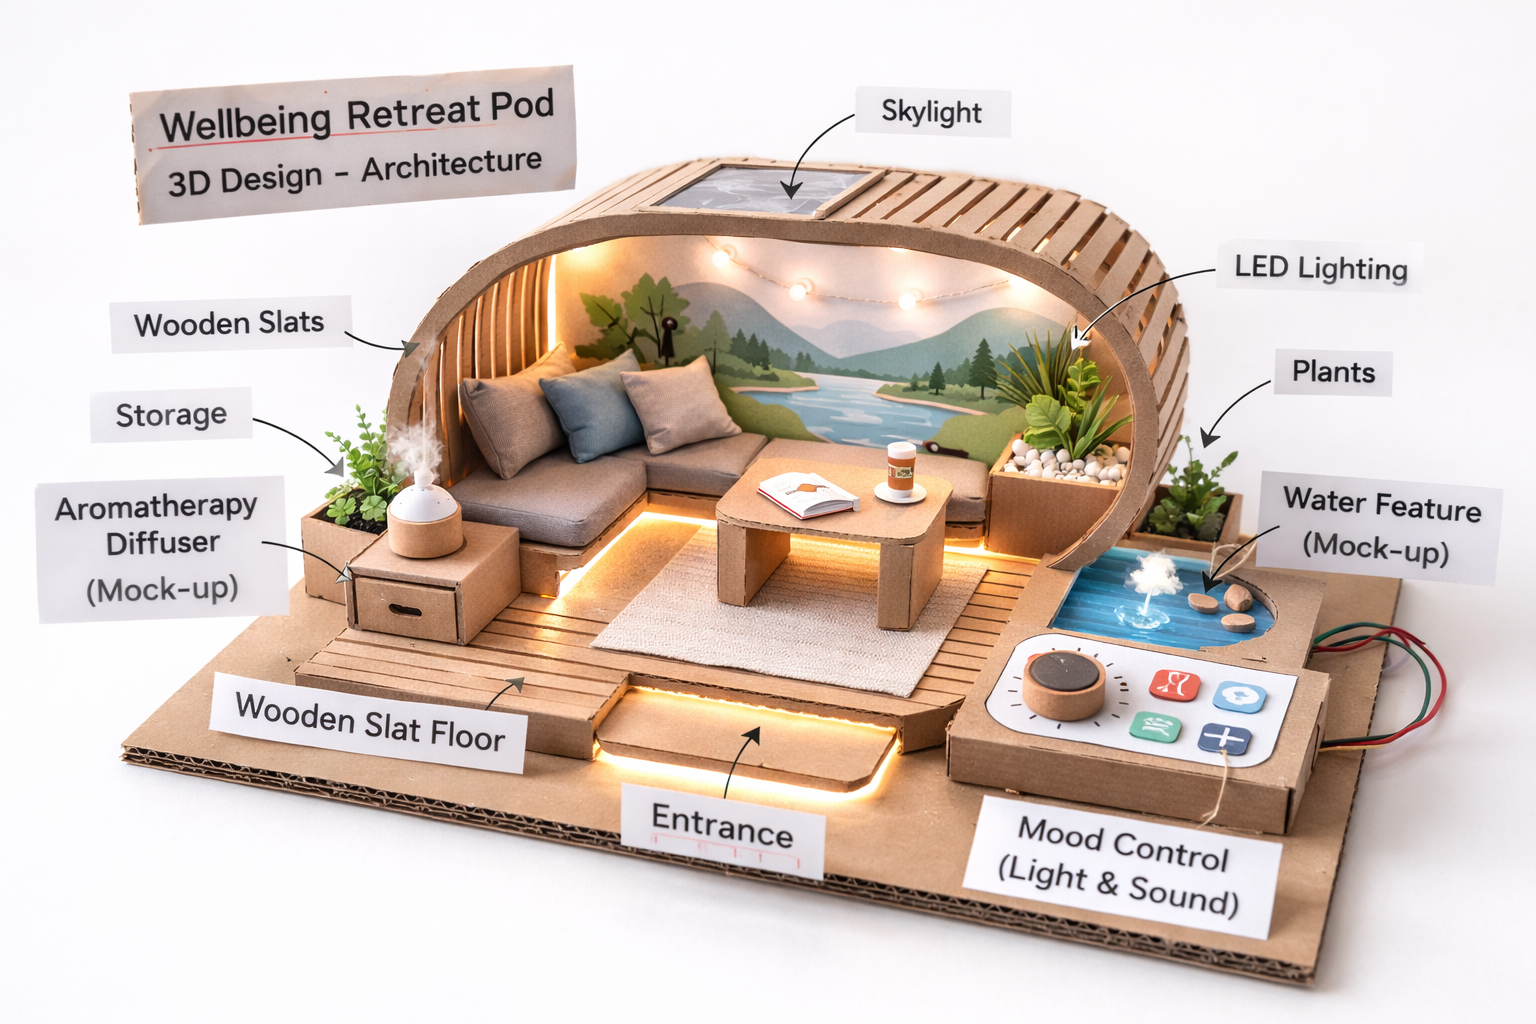 Wellbeing Retreat Pod
3D Design - Architecture
Skylight
LED Lighting
Wooden Slats
Plants
Storage
Aromatherapy
Diffuser
(Mock-up)
Water Feature
(Mock-up)
Wooden Slat Floor
Entrance
Mood Control
(Light & Sound)